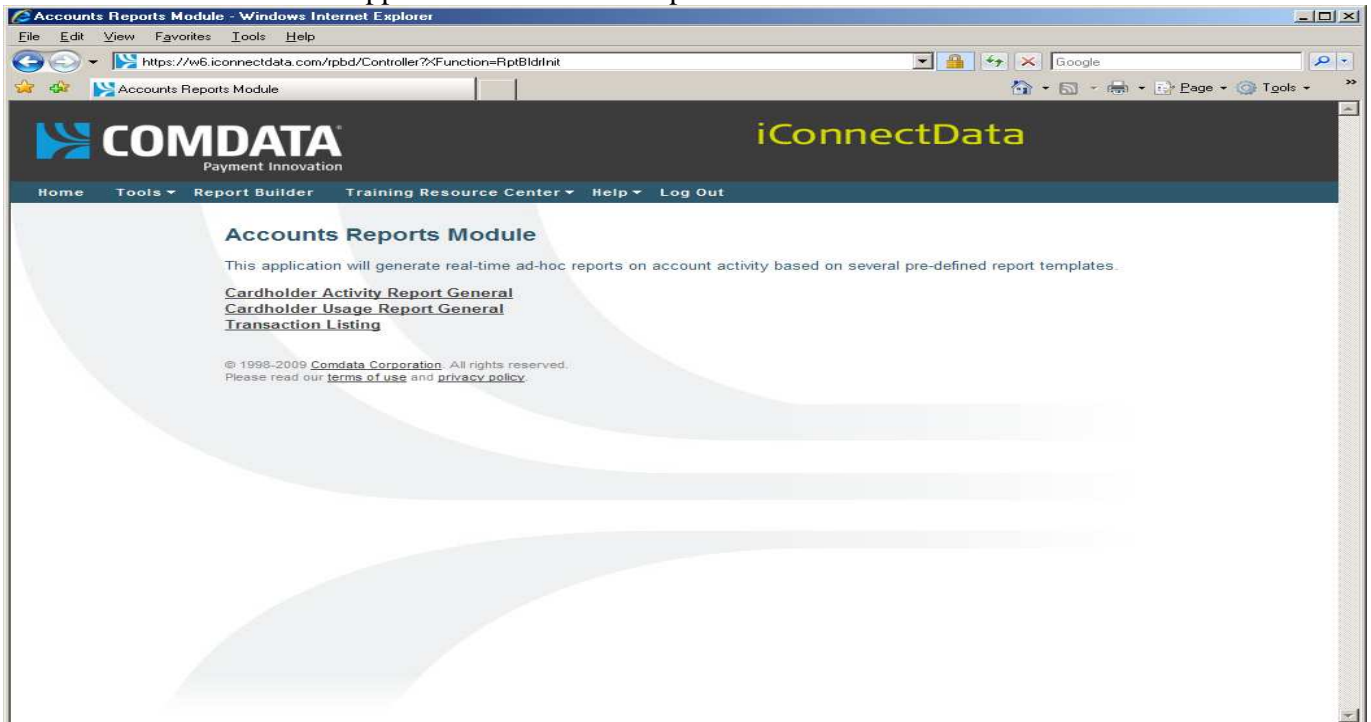 Accounts Reports Module - Windows Internet Explorer
File Edit View Favorites Tools Help
https://w6.iconnectdata.com/rpbd/Controller?XFunction=RptBldrInit
Google
Accounts Reports Module
Page Tools »
COMDATA
Payment Innovation
iConnectData
Home Tools Report Builder Training Resource Center Help Log Out
Accounts Reports Module
This application will generate real-time ad-hoc reports on account activity based on several pre-defined report templates.
Cardholder Activity Report General
Cardholder Usage Report General
Transaction Listing
© 1998-2009 Comdata Corporation. All rights reserved.
Please read our terms of use and privacy policy.